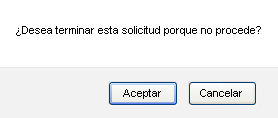 ¿Desea terminar esta solicitud porque no procede?
Aceptar
Cancelar